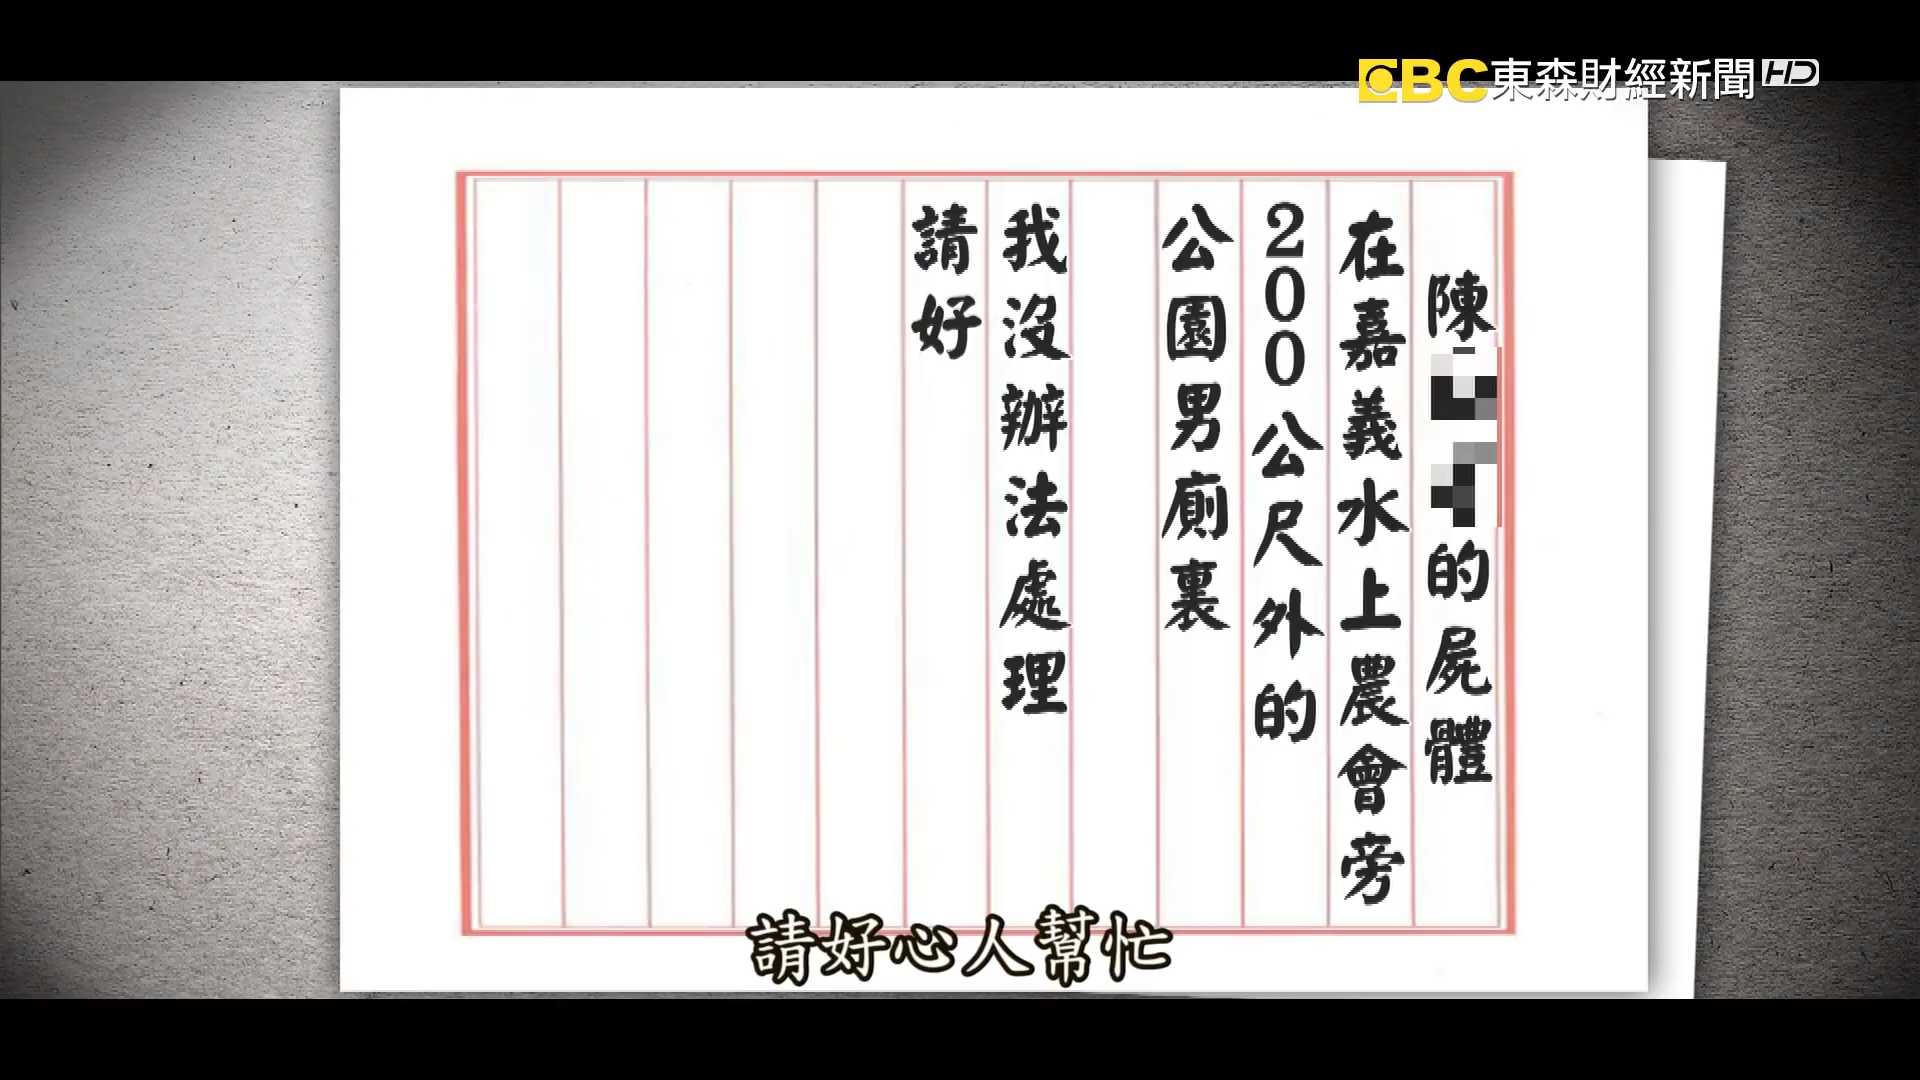 EBC東森財經新聞HD
陳
的屍體
在嘉義水上農會旁
200公尺外的
公園男廁裏
我沒辦法處理
請好
請好心人幫忙